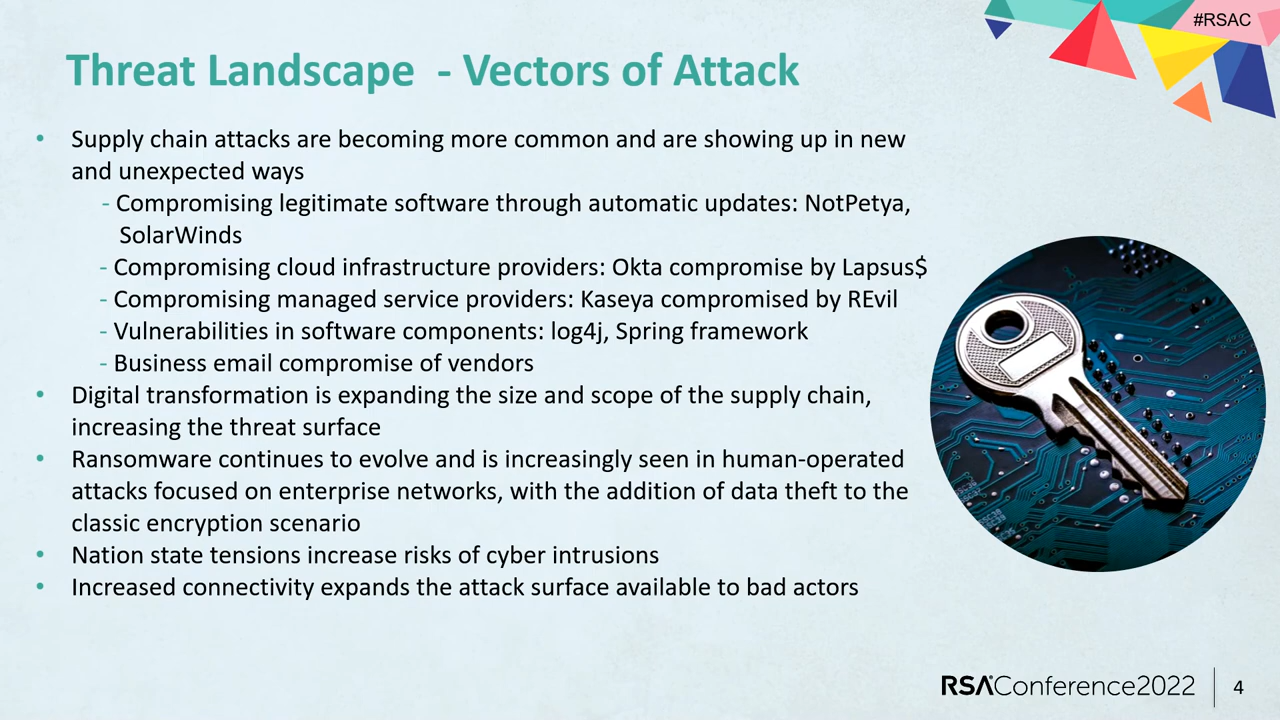 #RSAC
Threat Landscape - Vectors of Attack
• Supply chain attacks are becoming more common and are showing up in new
and unexpected ways
- Compromising legitimate software through automatic updates: NotPetya,
SolarWinds
- Compromising cloud infrastructure providers: Okta compromise by Lapsus$
- Compromising managed service providers: Kaseya compromised by REvil
- Vulnerabilities in software components: log4j, Spring framework
- Business email compromise of vendors
• Digital transformation is expanding the size and scope of the supply chain,
increasing the threat surface
• Ransomware continues to evolve and is increasingly seen in human-operated
attacks focused on enterprise networks, with the addition of data theft to the
classic encryption scenario
• Nation state tensions increase risks of cyber intrusions
• Increased connectivity expands the attack surface available to bad actors
RSAConference2022 | 4